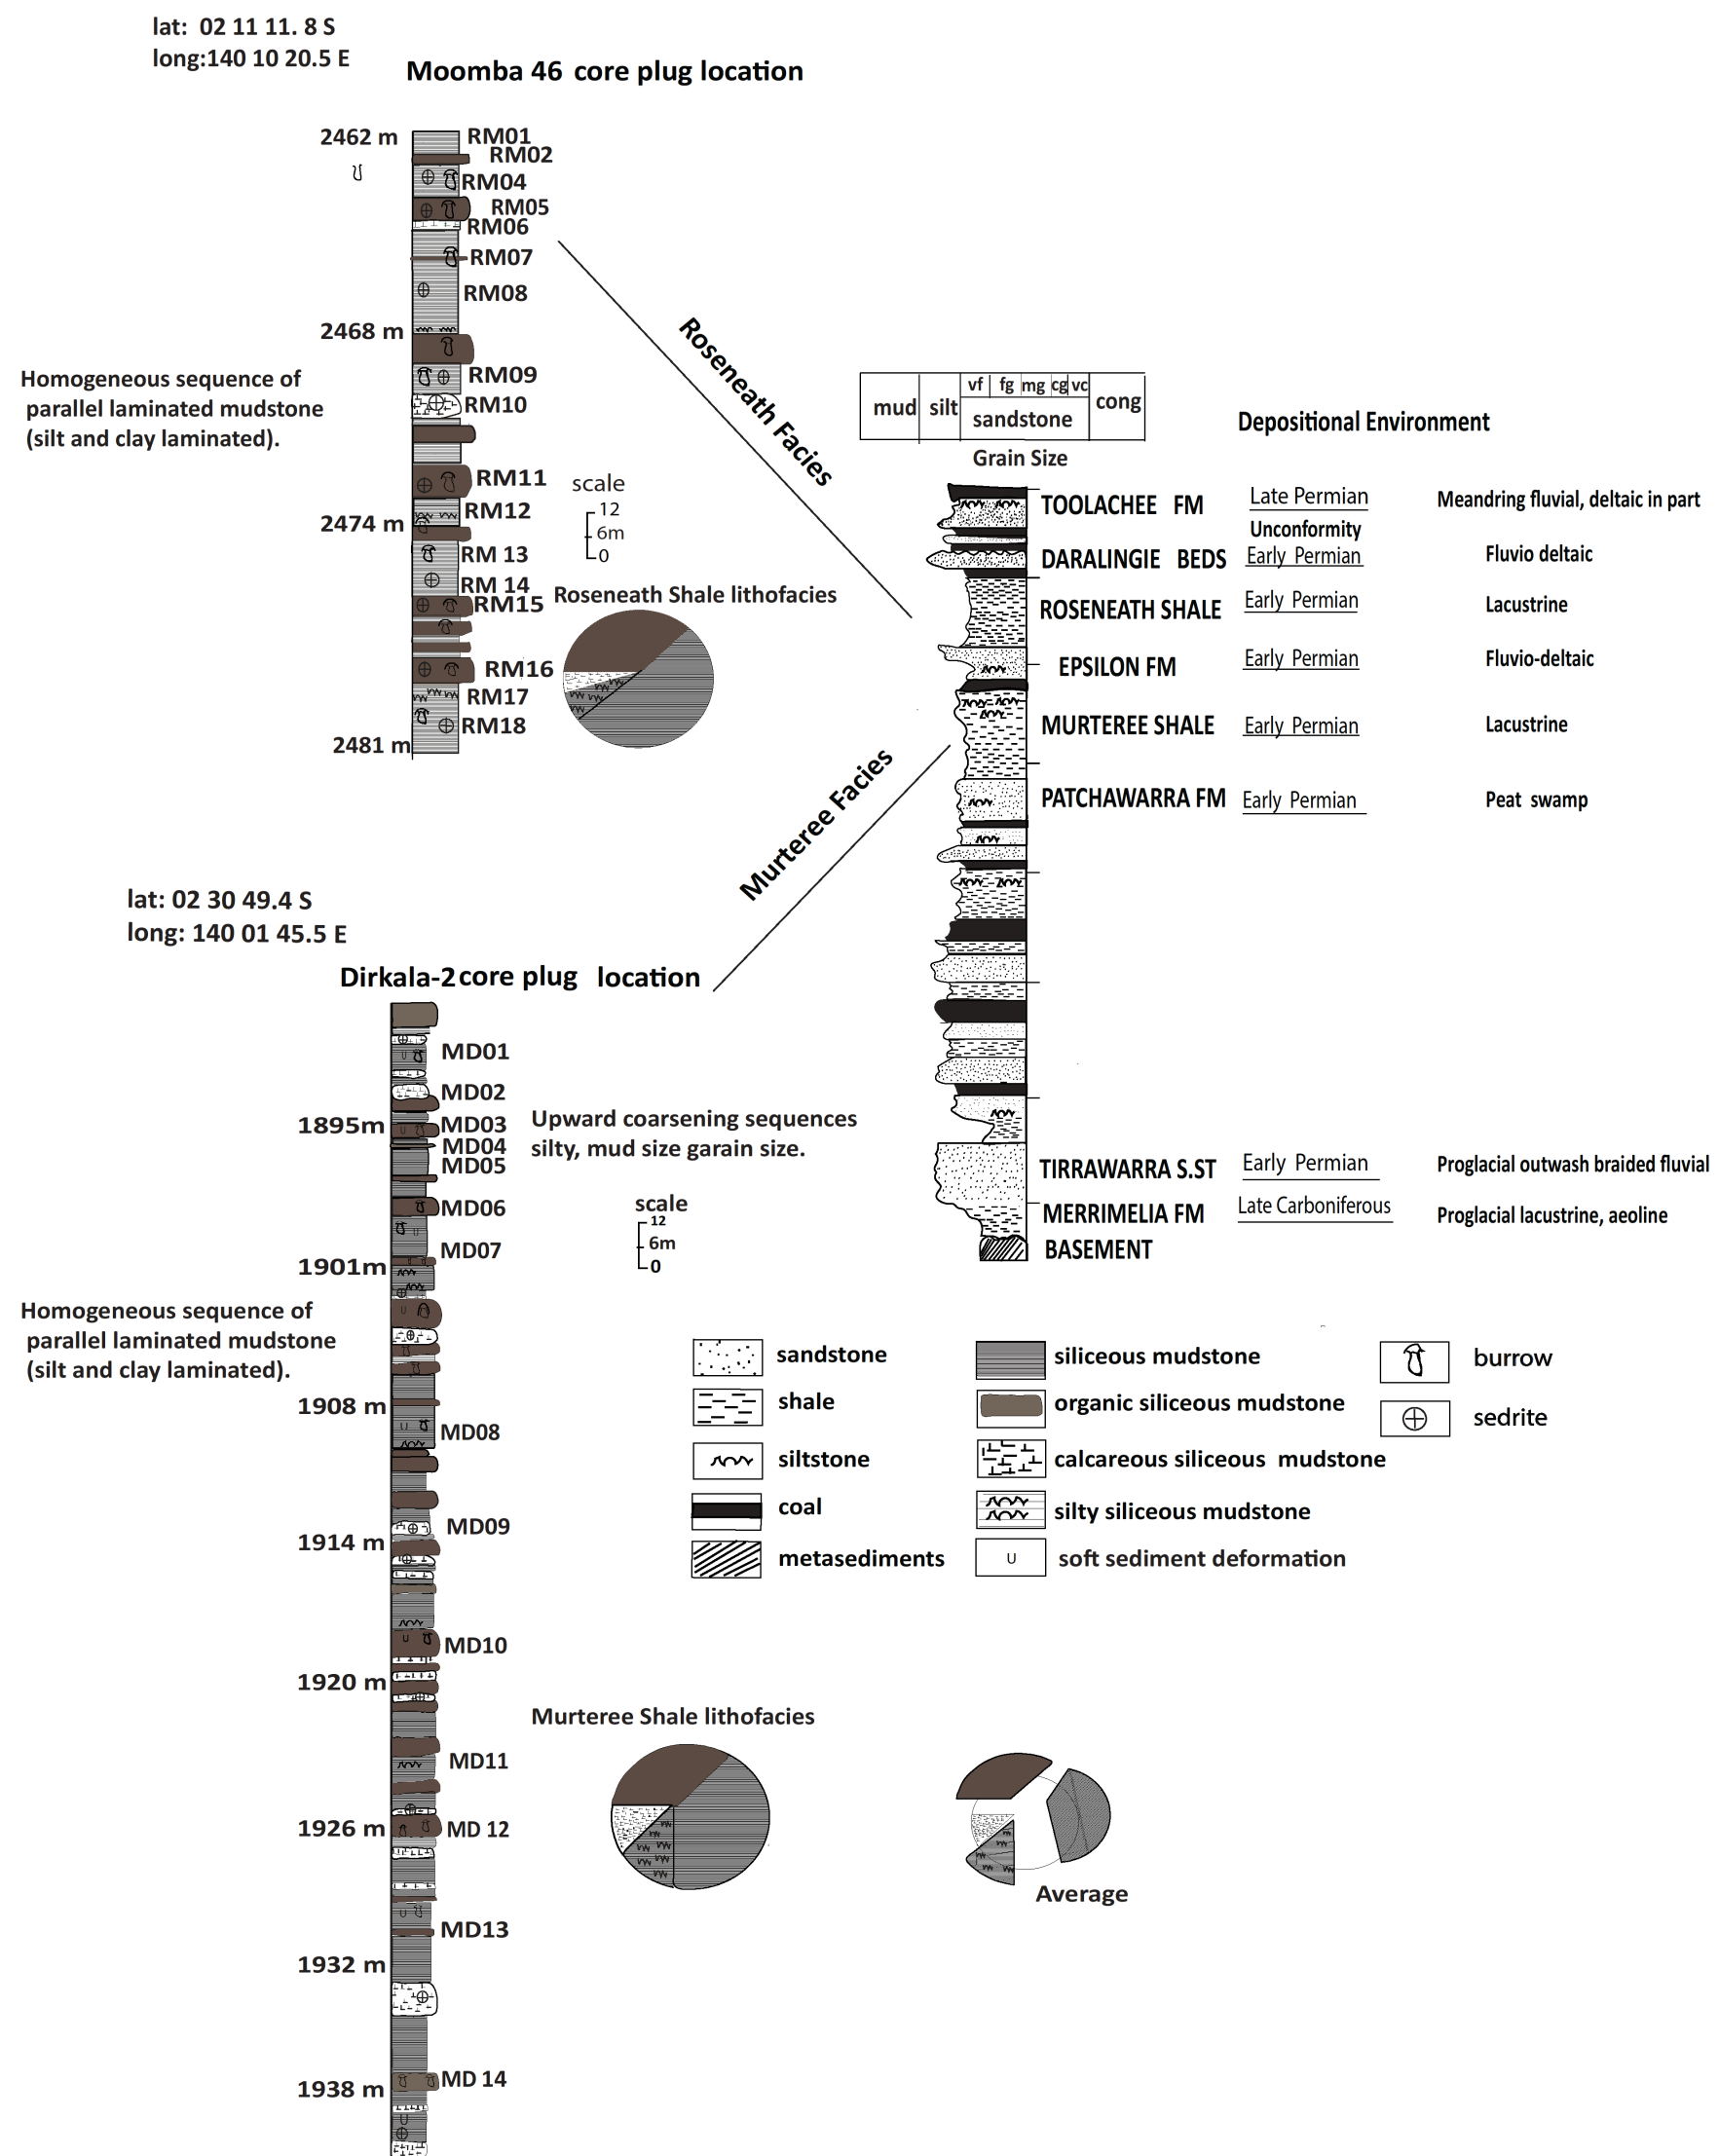 lat: 02 11 11. 8 S
long:140 10 20.5 E
Moomba 46 core plug location
2462 m
RM01
RM02
RM04
RM05
RM06
RM07
RM08
2468 m
Homogeneous sequence of
parallel laminated mudstone
(silt and clay laminated).
RM09
RM10
RM11
RM12
2474 m
RM 13
RM 14
RM15
RM16
RM17
RM18
2481 m
scale
12
6m
0
Roseneath Shale lithofacies
Roseneath Facies
Murteree Facies
mud
silt
vf fg mg cg vc
sandstone
cong
Grain Size
Depositional Environment
TOOLACHEE FM Late Permian Meandring fluvial, deltaic in part
Unconformity
DARALINGIE BEDS Early Permian Fluvio deltaic
ROSENEATH SHALE Early Permian Lacustrine
EPSILON FM Early Permian Fluvio-deltaic
MURTEREE SHALE Early Permian Lacustrine
PATCHAWARRA FM Early Permian Peat swamp
TIRRAWARRA S.ST Early Permian Proglacial outwash braided fluvial
MERRIMELIA FM Late Carboniferous Proglacial lacustrine, aeoline
BASEMENT
lat: 02 30 49.4 S
long: 140 01 45.5 E
Dirkala-2 core plug location
MD01
MD02
1895m
MD03
MD04
MD05
MD06
MD07
1901m
Upward coarsening sequences
silty, mud size garain size.
scale
12
6m
0
Homogeneous sequence of
parallel laminated mudstone
(silt and clay laminated).
1908 m
MD08
MD09
1914 m
MD10
1920 m
MD11
1926 m
MD 12
MD13
1932 m
MD 14
1938 m
sandstone
shale
siltstone
coal
metasediments
siliceous mudstone
organic siliceous mudstone
calcareous siliceous mudstone
silty siliceous mudstone
U soft sediment deformation
burrow
sedrite
Murteree Shale lithofacies
Average